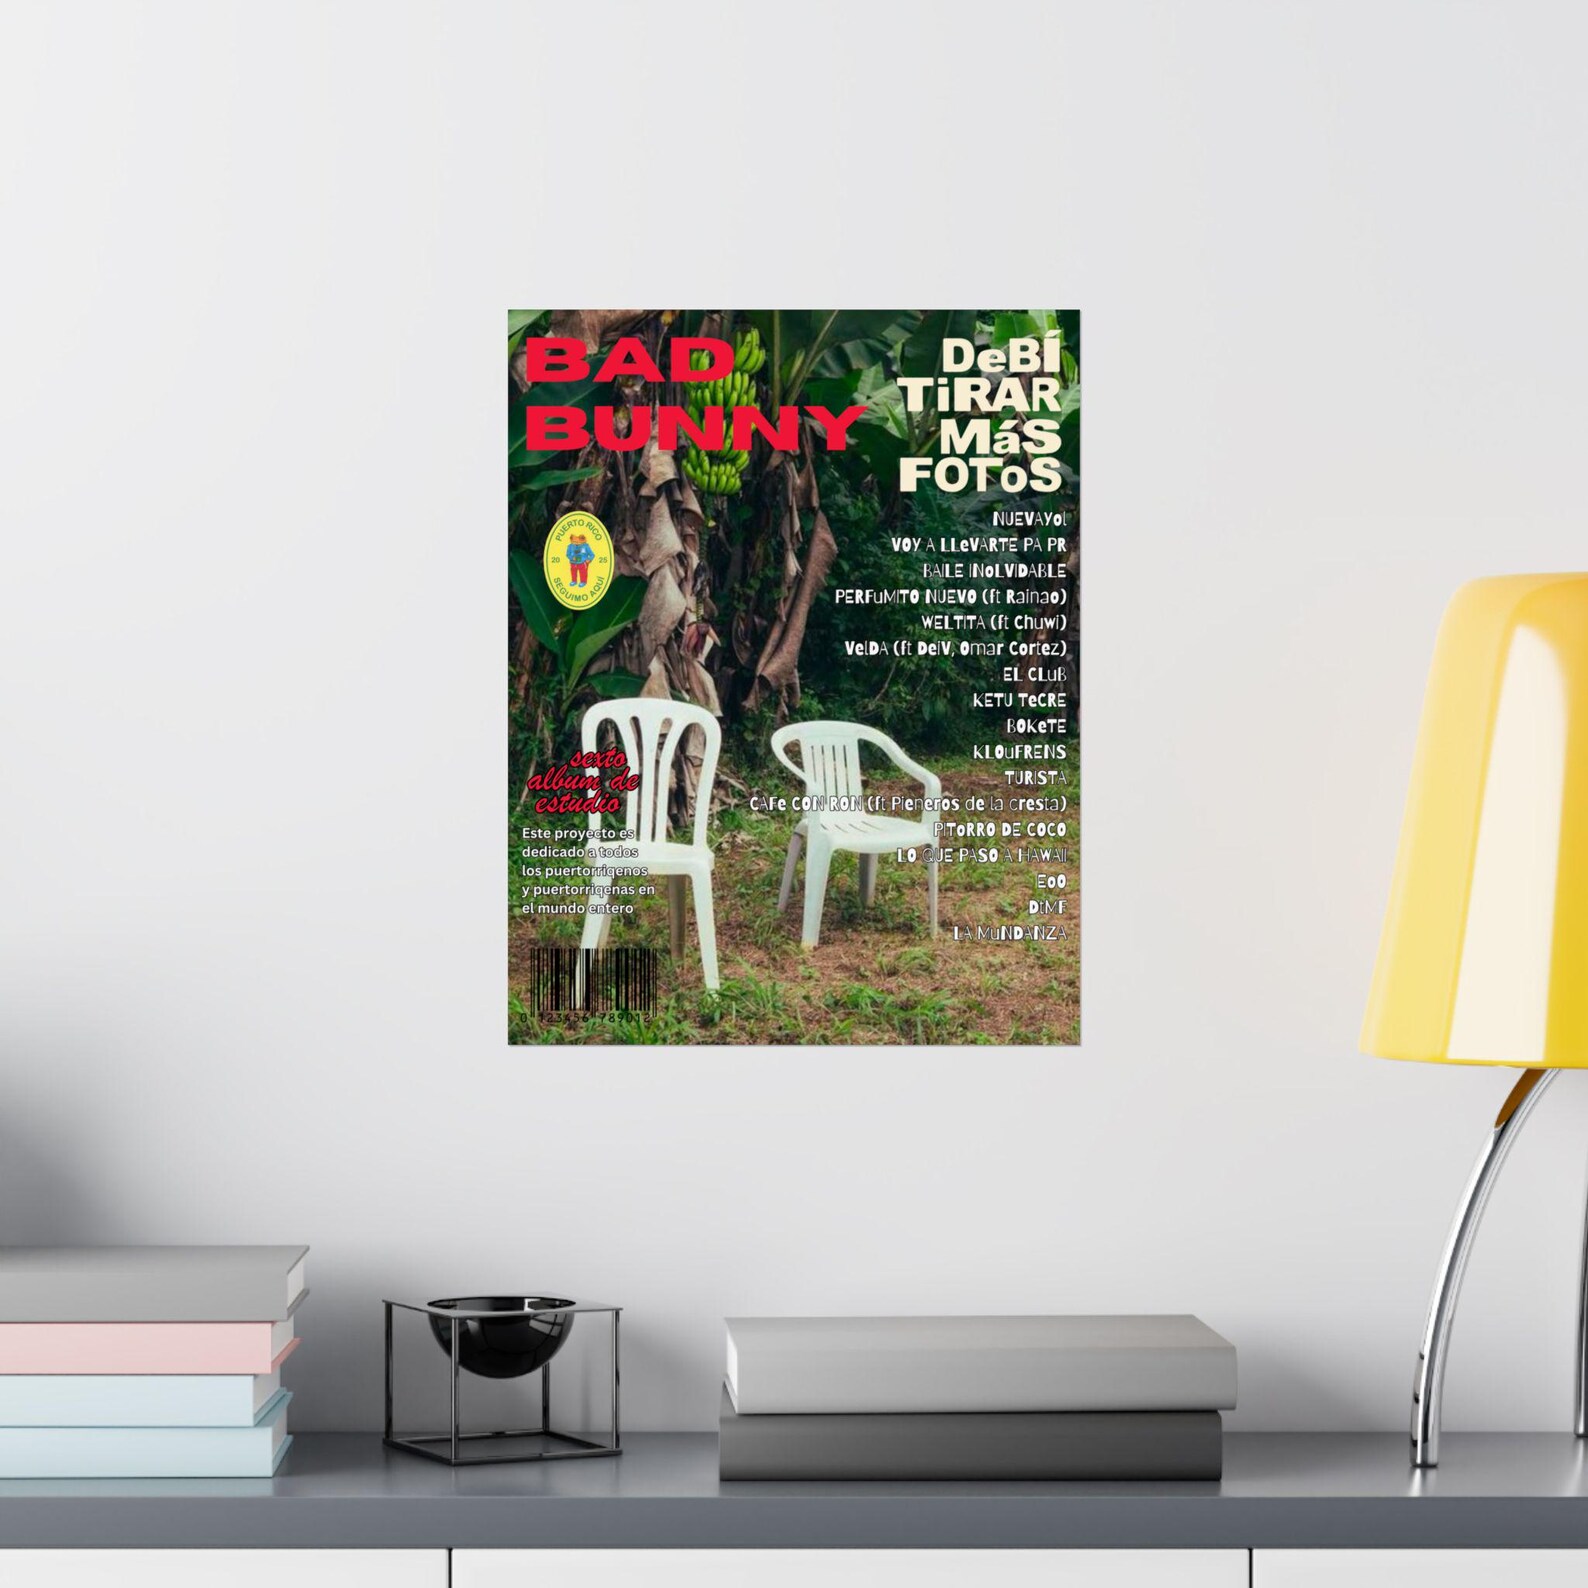 BAD
BUNNY
DeBÍ
TiRAR
MáS
FOToS
PUERTO RICO
20 25
SEGUIMO AQUÍ
NUEVAYol
VOY A LLeVARTE PA PR
BAILE INoLVIDABLE
PERFuMITO NUEVO (ft Rainao)
WELTITA (ft Chuwi)
VelDA (ft DeiV, Omar Cortez)
EL CLuB
KETU TeCRE
BOKeTE
KLOuFRENS
TURISTA
CAFe CON RON (ft Pieneros de la cresta)
PIToRRO DE COCO
LO QUE PASO A HAWAII
EoO
DtMF
LA MuNDANZA
sexto
album de
estudio
Este proyecto es
dedicado a todos
los puertorriqenos
y puertorriqenas en
el mundo entero
0 123456 789012